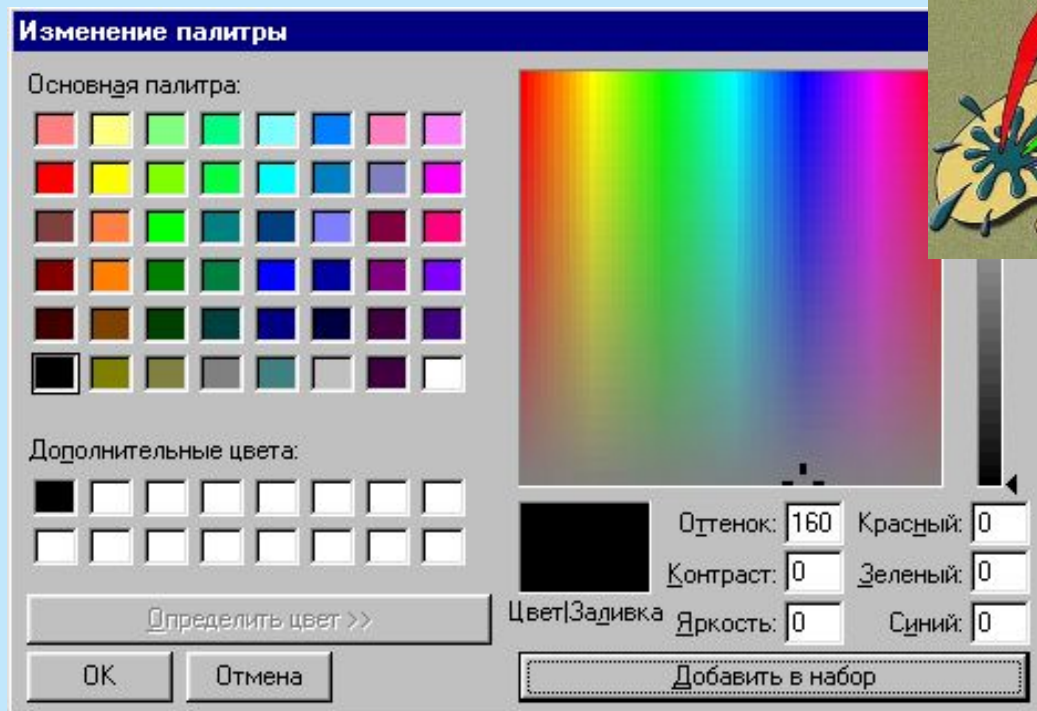 Изменение палитры
Основная палитра:
Дополнительные цвета:
Определить цвет >>
OK
Отмена
Цвет|Заливка
Оттенок: 160
Контраст: 0
Яркость: 0
Красный: 0
Зеленый: 0
Синий: 0
Добавить в набор